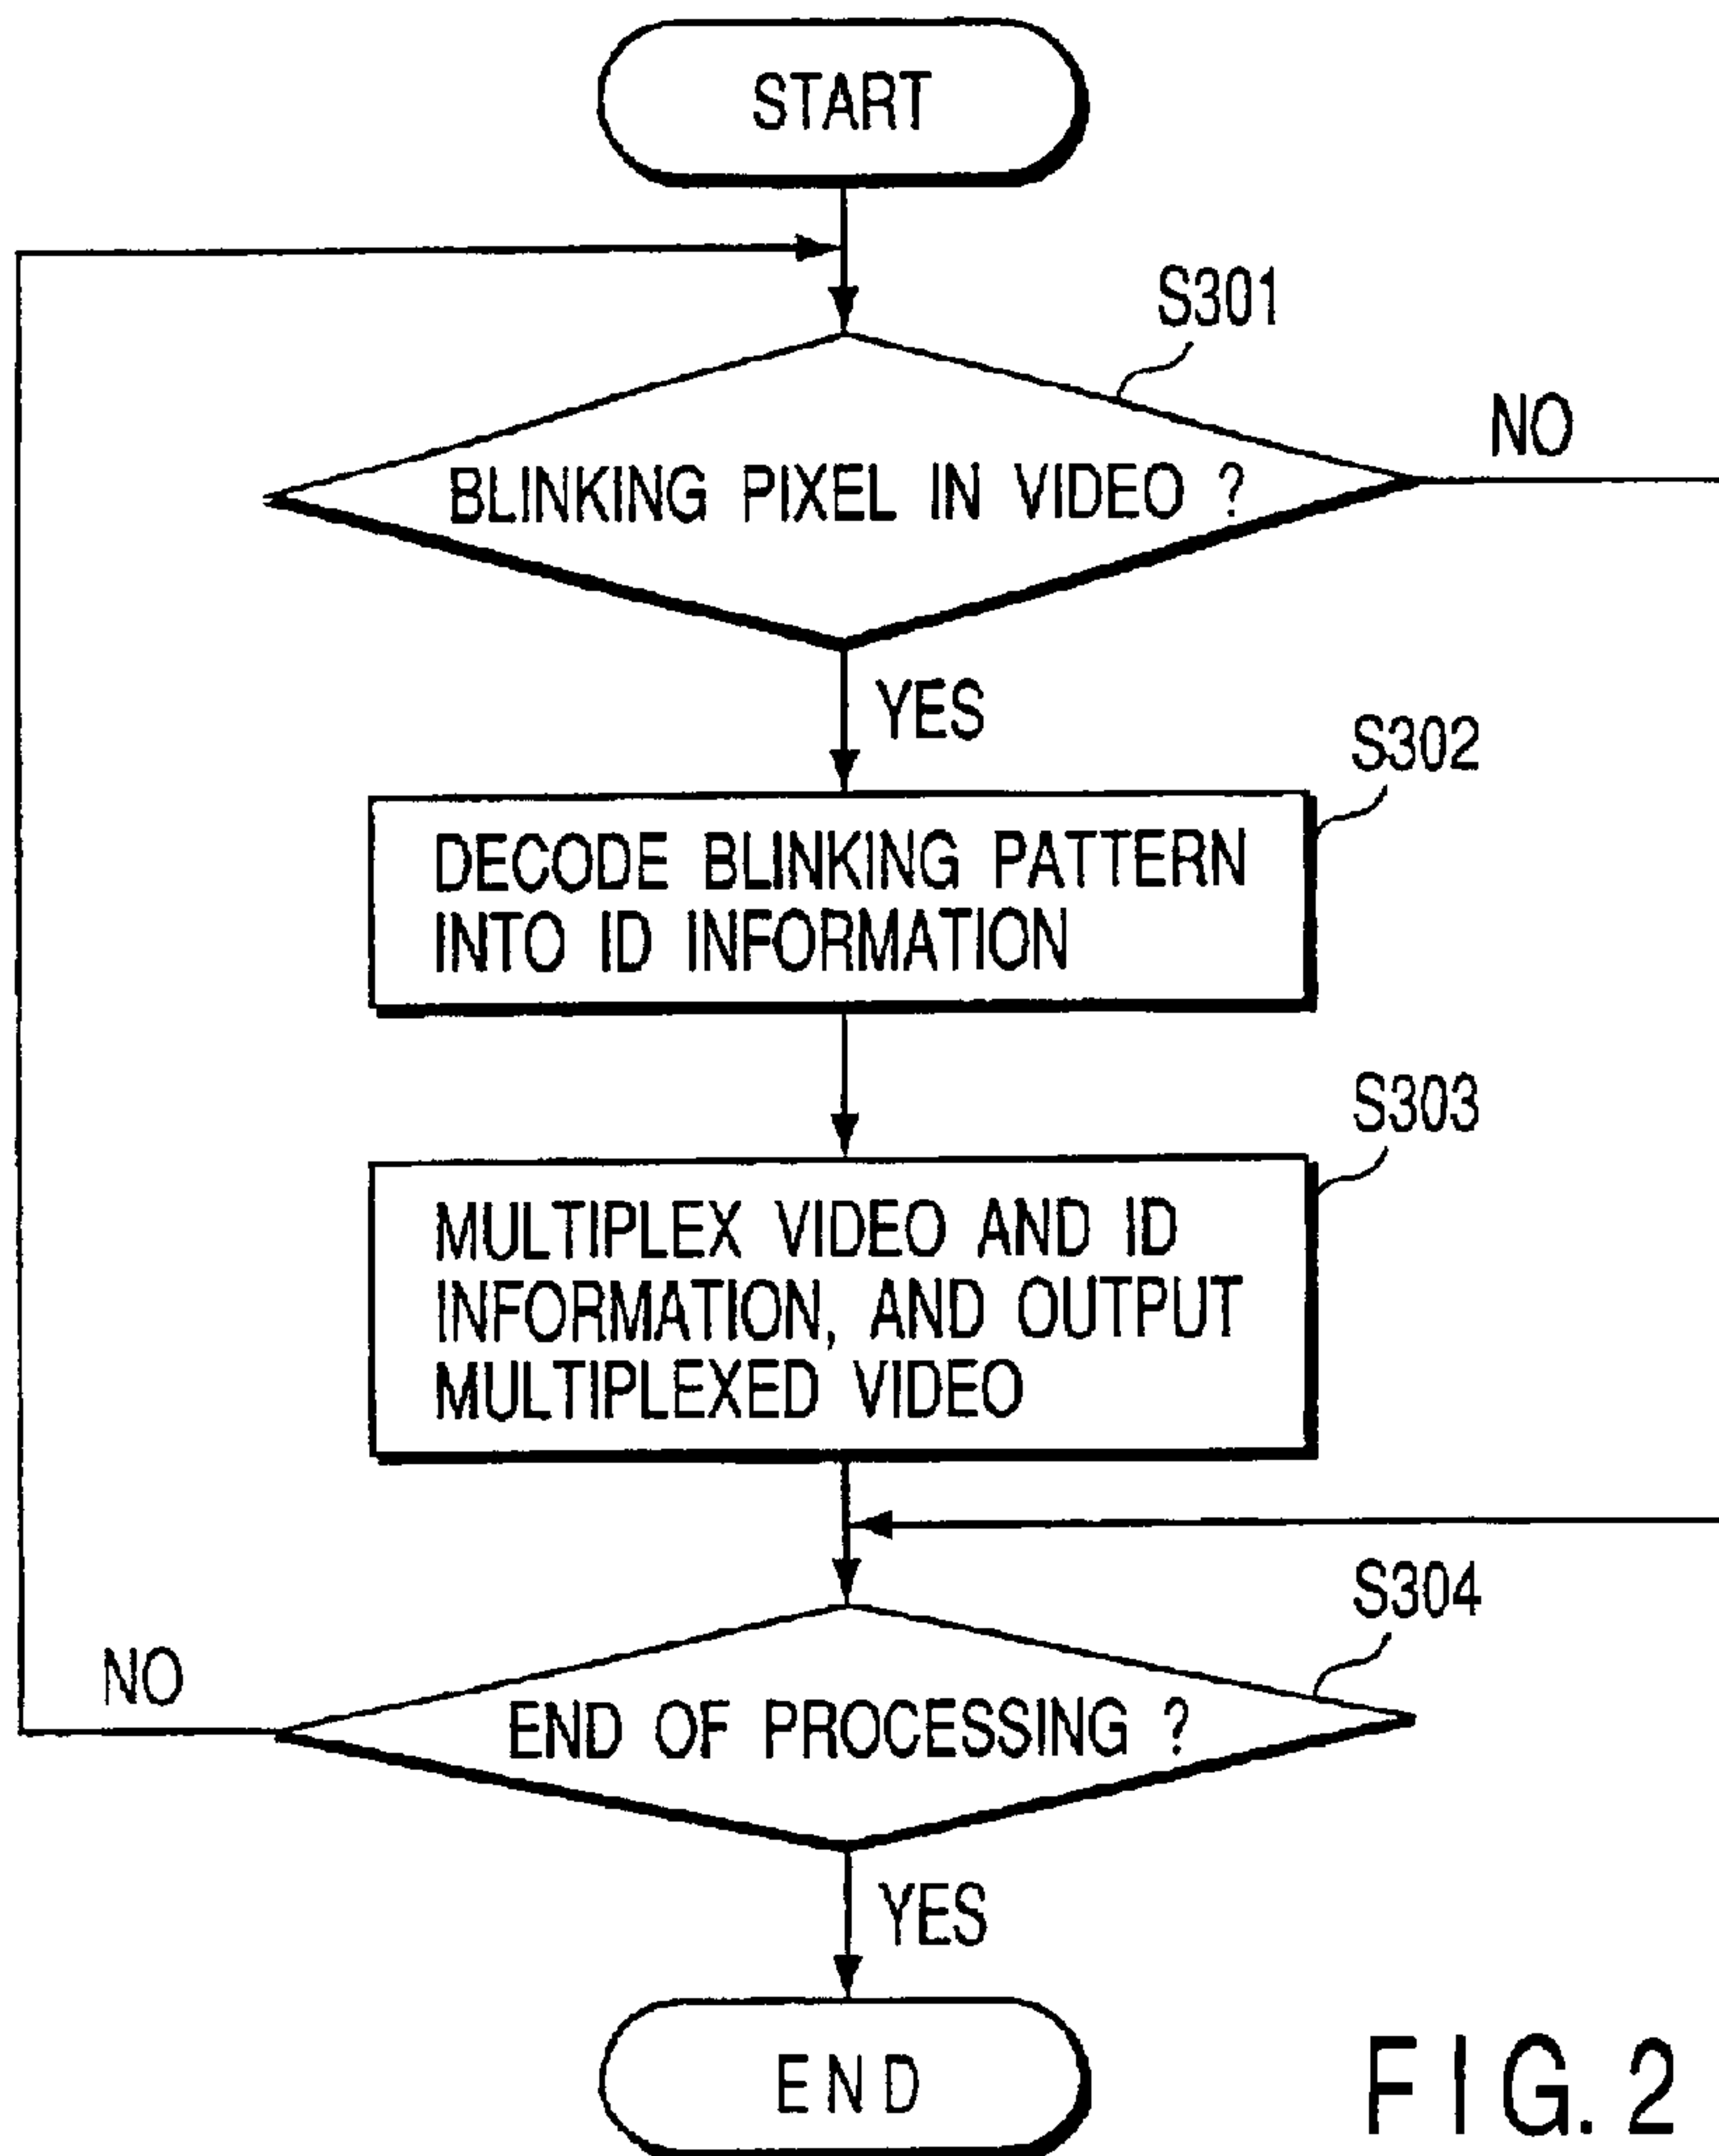 START
S301
NO
BLINKING PIXEL IN VIDEO ?
YES
S302
DECODE BLINKING PATTERN
INTO ID INFORMATION
S303
MULTIPLEX VIDEO AND ID
INFORMATION, AND OUTPUT
MULTIPLEXED VIDEO
S304
NO
END OF PROCESSING ?
YES
END
FIG. 2